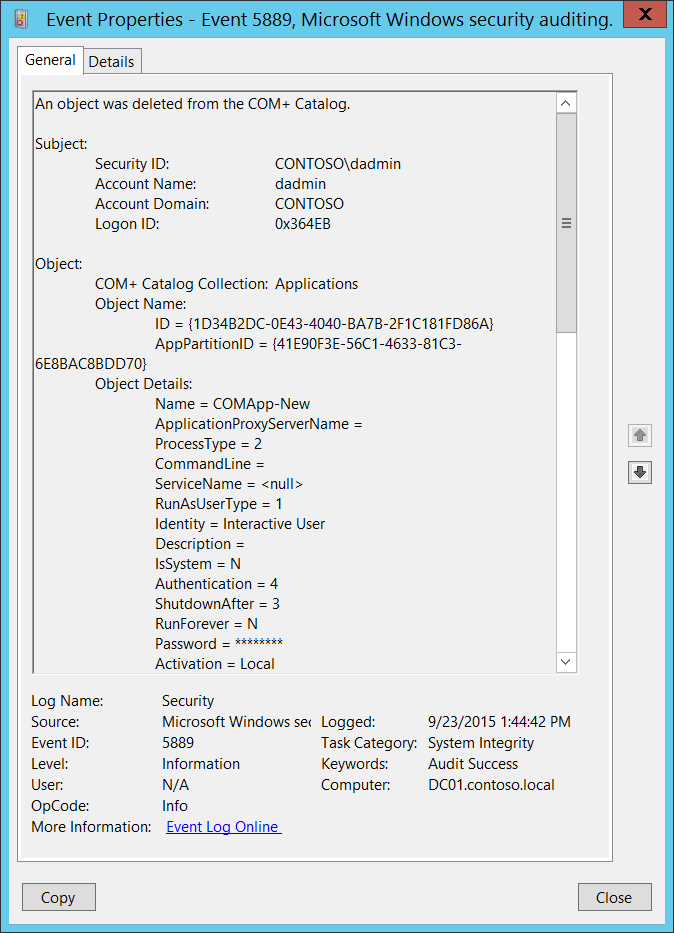 Event Properties - Event 5889, Microsoft Windows security auditing.
X
General
Details
An object was deleted from the COM+ Catalog.
Subject:
Security ID: CONTOSO\dadmin
Account Name: dadmin
Account Domain: CONTOSO
Logon ID: 0x364EB
Object:
COM+ Catalog Collection: Applications
Object Name:
ID = {1D34B2DC-0E43-4040-BA7B-2F1C181FD86A}
AppPartitionID = {41E90F3E-56C1-4633-81C3-
6E8BAC8BDD70}
Object Details:
Name = COMApp-New
ApplicationProxyServerName =
ProcessType = 2
CommandLine =
ServiceName = <null>
RunAsUserType = 1
Identity = Interactive User
Description =
IsSystem = N
Authentication = 4
ShutdownAfter = 3
RunForever = N
Password = ********
Activation = Local
Log Name: Security
Source: Microsoft Windows sec Logged: 9/23/2015 1:44:42 PM
Event ID: 5889 Task Category: System Integrity
Level: Information Keywords: Audit Success
User: N/A Computer: DC01.contoso.local
OpCode: Info
More Information: Event Log Online
Copy
Close